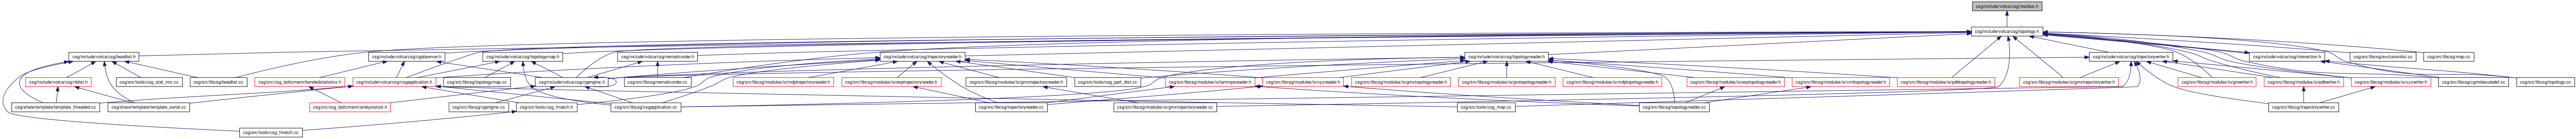 csg/include/votca/csg/residue.h
csg/include/votca/csg/topology.h
csg/include/votca/csg/beadlist.h
csg/include/votca/csg/cgobserver.h
csg/include/votca/csg/topologymap.h
csg/include/votca/csg/nematicorder.h
csg/include/votca/csg/trajectoryreader.h
csg/include/votca/csg/topologyreader.h
csg/include/votca/csg/trajectorywriter.h
csg/include/votca/csg/interaction.h
csg/src/libcsg/exclusionlist.cc
csg/src/libcsg/map.cc
csg/include/votca/csg/nblist.h
csg/src/tools/csg_stat_imc.cc
csg/src/libcsg/beadlist.cc
csg/src/csg_boltzmann/bondedstatistics.h
csg/include/votca/csg/csgapplication.h
csg/src/libcsg/topologymap.cc
csg/include/votca/csg/cgengine.h
csg/src/libcsg/nematicorder.cc
csg/src/libcsg/modules/io/mdptrajectoryreader.h
csg/src/libcsg/modules/io/esptrajectoryreader.h
csg/src/libcsg/modules/io/gmxtrajectoryreader.h
csg/src/tools/csg_part_dist.cc
csg/src/libcsg/modules/io/lammpsreader.h
csg/src/libcsg/modules/io/xyzreader.h
csg/src/libcsg/modules/io/gmxtopologyreader.h
csg/src/libcsg/modules/io/grotopologyreader.h
csg/src/libcsg/modules/io/mdptopologyreader.h
csg/src/libcsg/modules/io/esptopologyreader.h
csg/src/libcsg/modules/io/xmltopologyreader.h
csg/src/libcsg/modules/io/pdbtopologyreader.h
csg/src/libcsg/modules/io/gmxtrajectorywriter.h
csg/src/libcsg/modules/io/growriter.h
csg/src/libcsg/modules/io/pdbwriter.h
csg/src/libcsg/modules/io/xyzwriter.h
csg/src/libcsg/cgmoleculedef.cc
csg/src/libcsg/topology.cc
csg/share/template/template_threaded.cc
csg/share/template/template_serial.cc
csg/src/csg_boltzmann/analysistool.h
csg/src/libcsg/cgengine.cc
csg/src/tools/csg_fmatch.h
csg/src/libcsg/csgapplication.cc
csg/src/libcsg/trajectoryreader.cc
csg/src/libcsg/modules/io/gmxtrajectoryreader.cc
csg/src/tools/csg_map.cc
csg/src/libcsg/topologyreader.cc
csg/src/libcsg/trajectorywriter.cc
csg/src/tools/csg_fmatch.cc